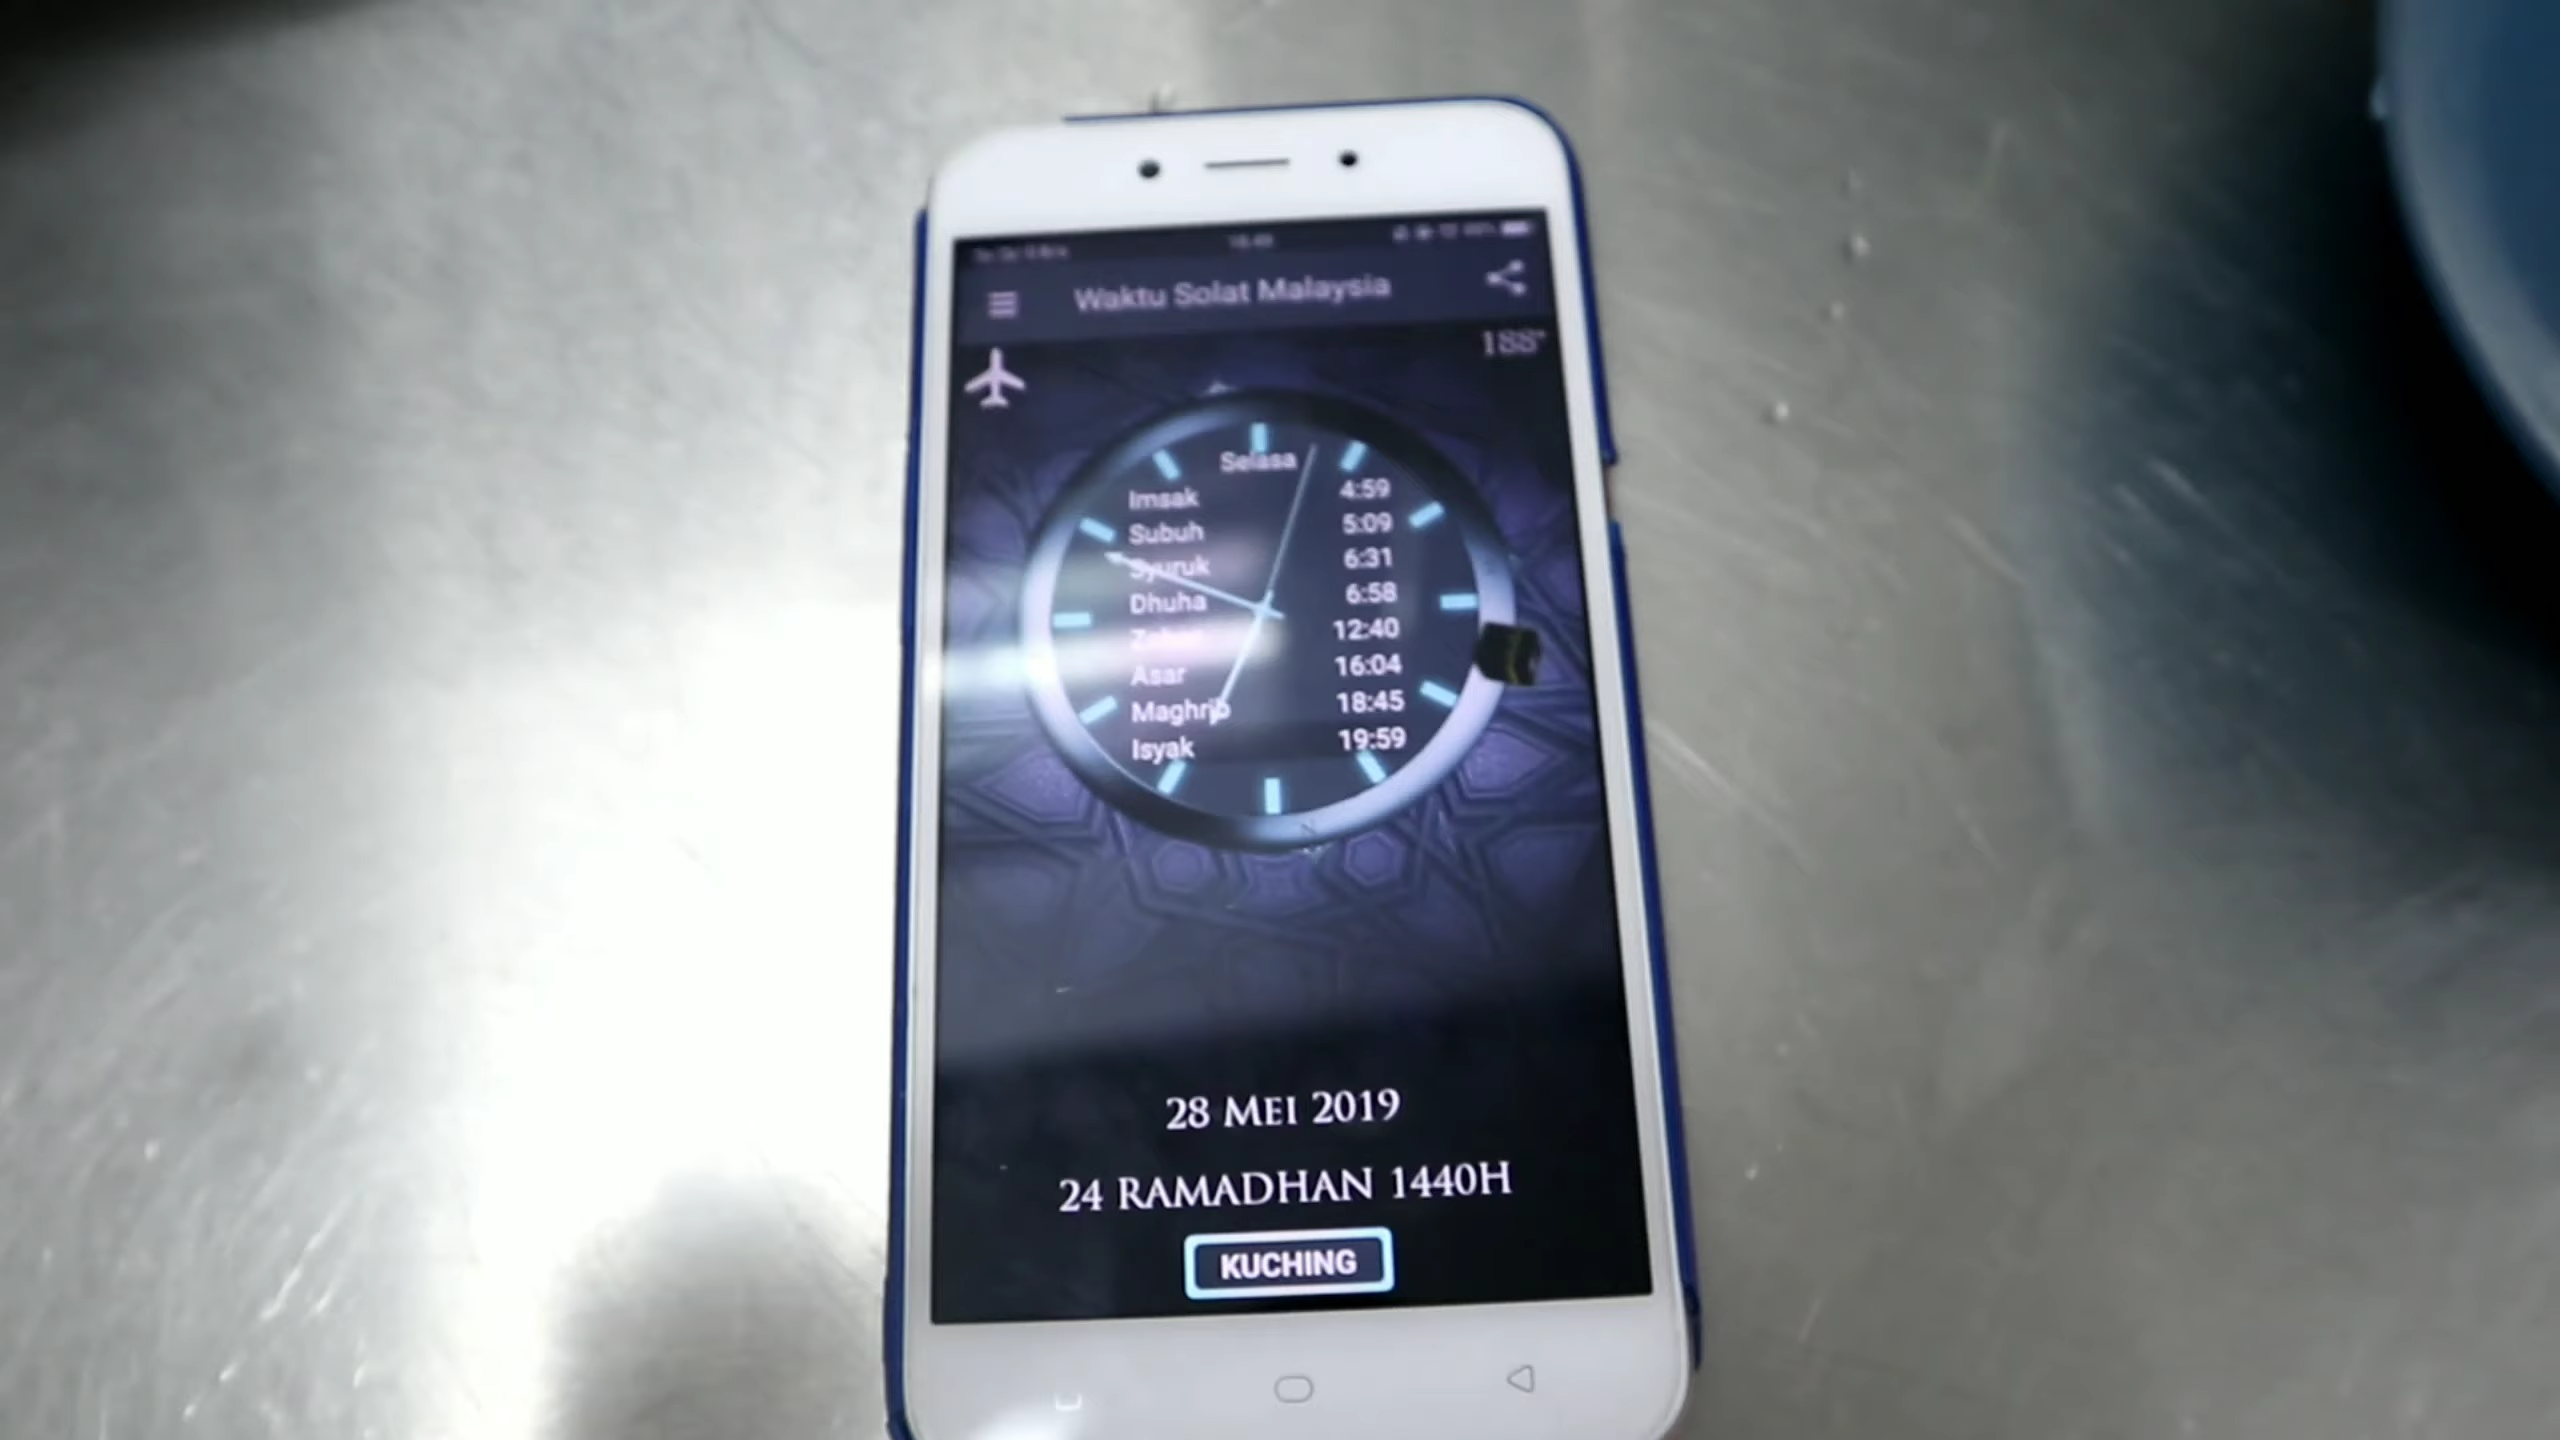 Waktu Solat Malaysia
188°
Selasa
Imsak 4:59
Subuh 5:09
Syuruk 6:31
Dhuha 6:58
12:40
Asar 16:04
Maghrib 18:45
Isyak 19:59
28 MEI 2019
24 RAMADHAN 1440H
KUCHING